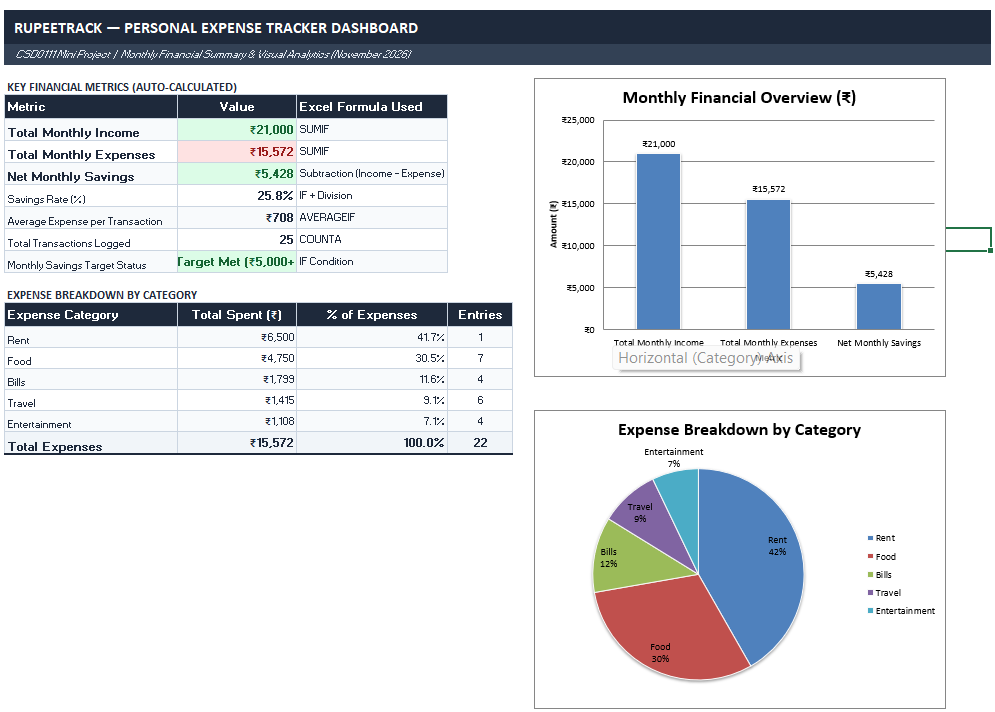 RUPEETRACK — PERSONAL EXPENSE TRACKER DASHBOARD
CSD0111 Mini Project | Monthly Financial Summary & Visual Analytics (November 2026)
KEY FINANCIAL METRICS (AUTO-CALCULATED)
Metric Value Excel Formula Used
Total Monthly Income ₹21,000 SUMIF
Total Monthly Expenses ₹15,572 SUMIF
Net Monthly Savings ₹5,428 Subtraction (Income - Expense)
Savings Rate (%) 25.8% IF + Division
Average Expense per Transaction ₹708 AVERAGEIF
Total Transactions Logged 25 COUNTA
Monthly Savings Target Status Target Met (₹5,000+ IF Condition
EXPENSE BREAKDOWN BY CATEGORY
Expense Category Total Spent (₹) % of Expenses Entries
Rent ₹6,500 41.7% 1
Food ₹4,750 30.5% 7
Bills ₹1,799 11.6% 4
Travel ₹1,415 9.1% 6
Entertainment ₹1,108 7.1% 4
Total Expenses ₹15,572 100.0% 22
Monthly Financial Overview (₹)
Amount (₹)
₹25,000
₹20,000
₹15,000
₹10,000
₹5,000
₹0
₹21,000
₹15,572
₹5,428
Total Monthly Income Total Monthly Expenses Net Monthly Savings
Horizontal (Category) Axis
Expense Breakdown by Category
Entertainment
7%
Travel
9%
Bills
12%
Rent
42%
Food
30%
Rent
Food
Bills
Travel
Entertainment